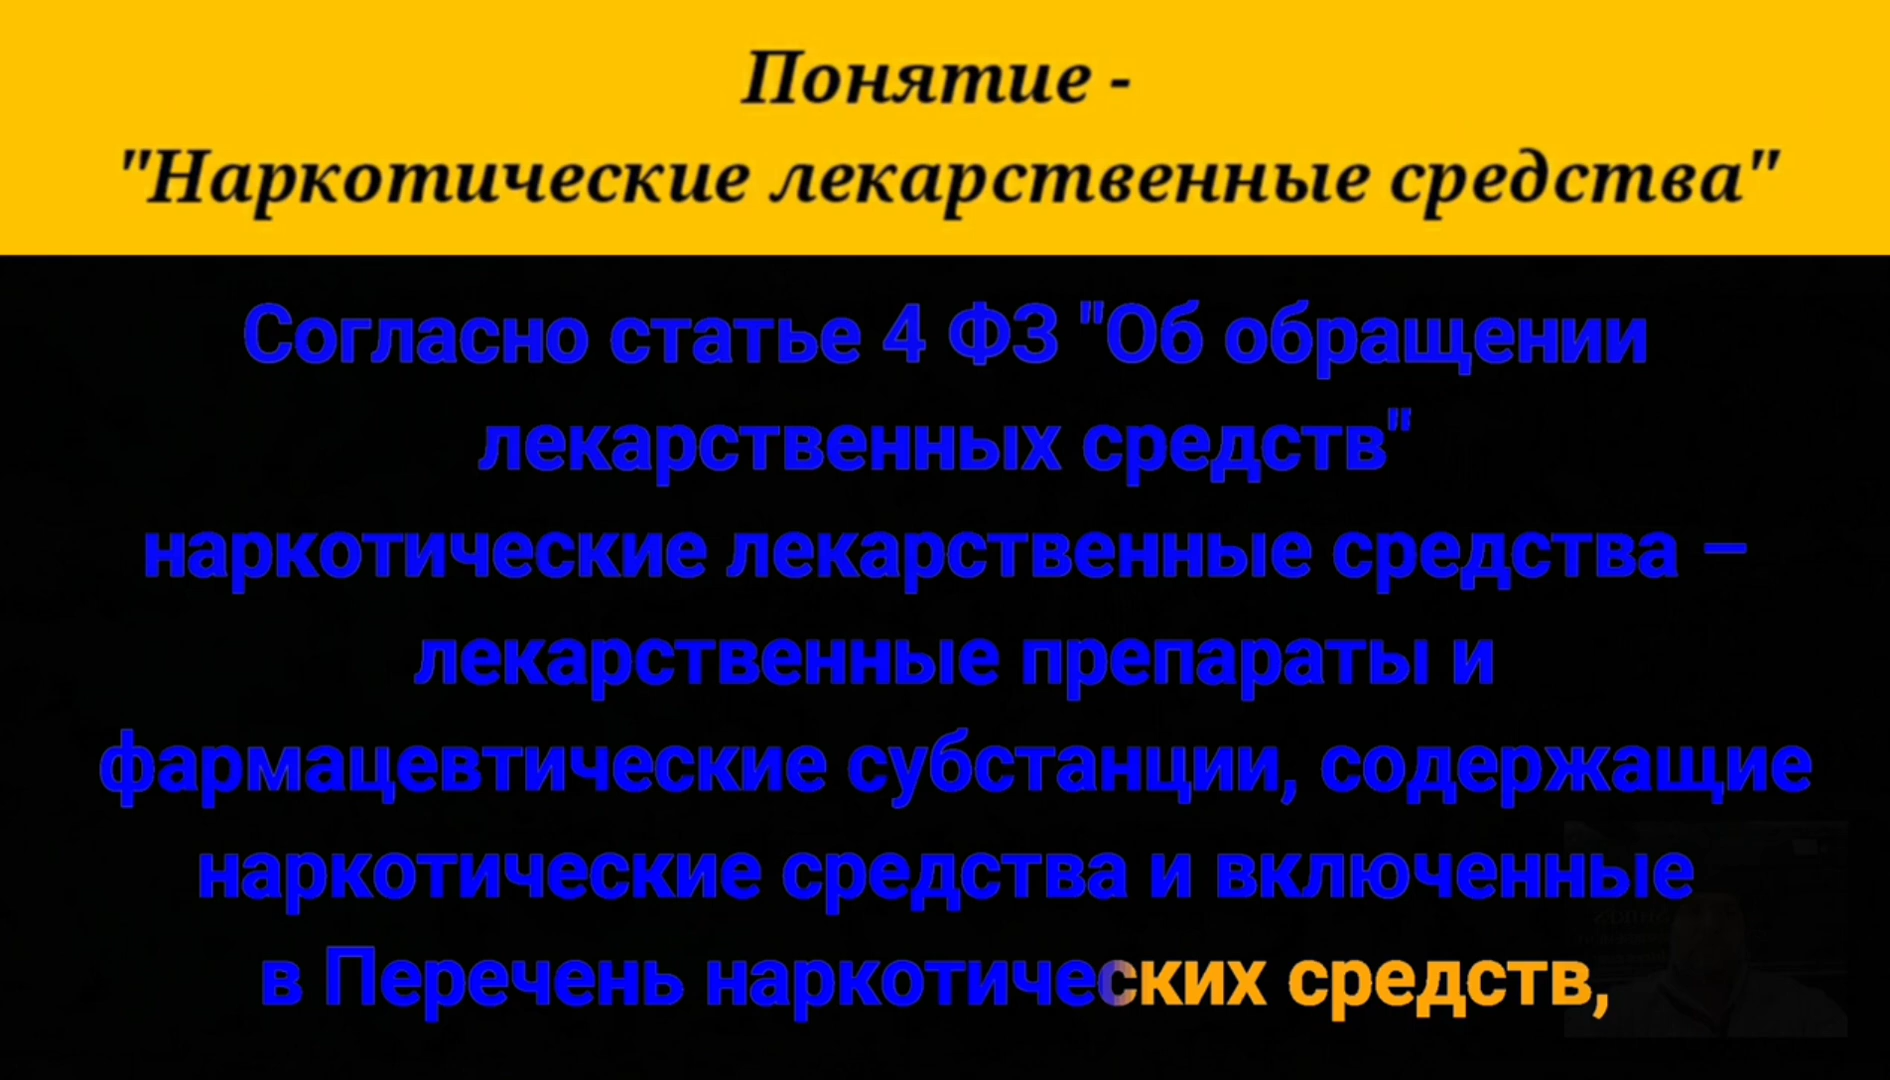 Понятие -
"Наркотические лекарственные средства"
Согласно статье 4 ФЗ "Об обращении
лекарственных средств"
наркотические лекарственные средства –
лекарственные препараты и
фармацевтические субстанции, содержащие
наркотические средства и включенные
в Перечень наркотических средств,